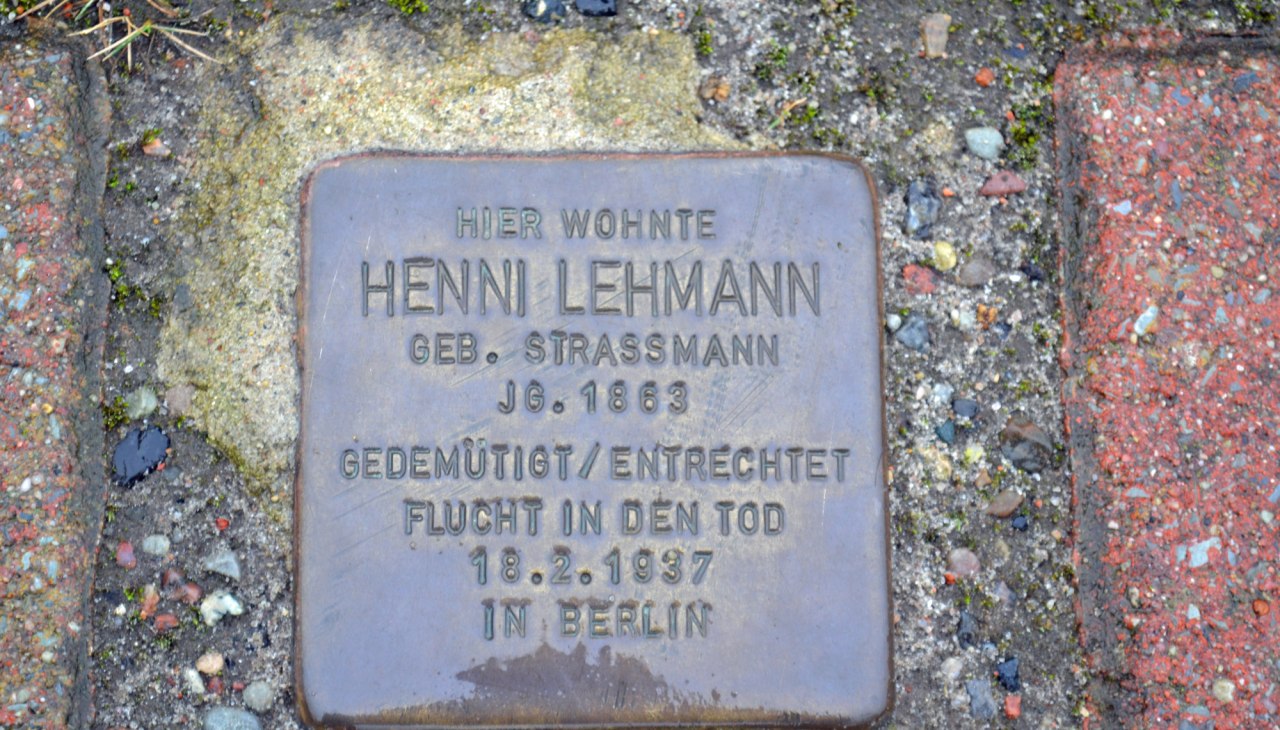 HIER WOHNTE
HENNI LEHMANN
GEB. STRASSMANN
JG. 1863
GEDEMÜTIGT/ENTRECHTET
FLUCHT IN DEN TOD
18.2.1937
IN BERLIN